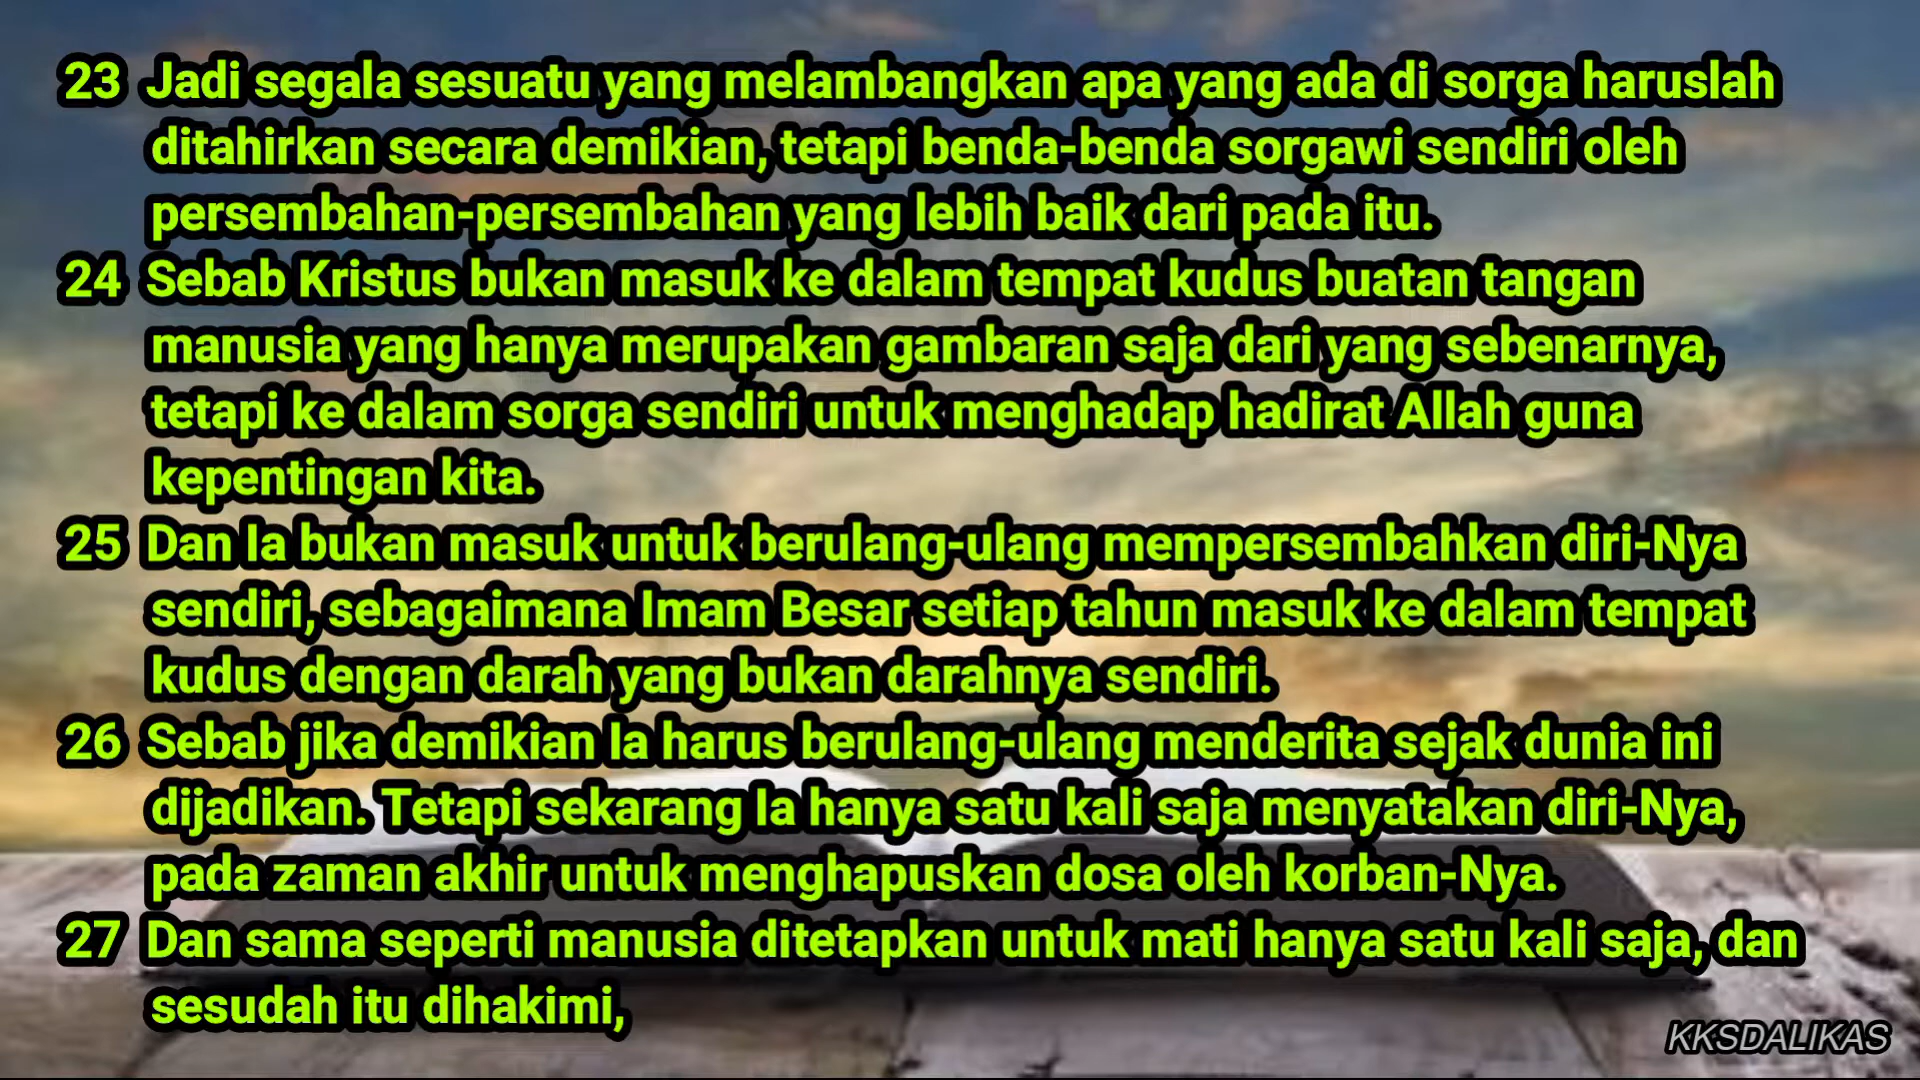 23 Jadi segala sesuatu yang melambangkan apa yang ada di sorga haruslah
ditahirkan secara demikian, tetapi benda-benda sorgawi sendiri oleh
persembahan-persembahan yang lebih baik dari pada itu.
24 Sebab Kristus bukan masuk ke dalam tempat kudus buatan tangan
manusia yang hanya merupakan gambaran saja dari yang sebenarnya,
tetapi ke dalam sorga sendiri untuk menghadap hadirat Allah guna
kepentingan kita.
25 Dan Ia bukan masuk untuk berulang-ulang mempersembahkan diri-Nya
sendiri, sebagaimana Imam Besar setiap tahun masuk ke dalam tempat
kudus dengan darah yang bukan darahnya sendiri.
26 Sebab jika demikian Ia harus berulang-ulang menderita sejak dunia ini
dijadikan. Tetapi sekarang Ia hanya satu kali saja menyatakan diri-Nya,
pada zaman akhir untuk menghapuskan dosa oleh korban-Nya.
27 Dan sama seperti manusia ditetapkan untuk mati hanya satu kali saja, dan
sesudah itu dihakimi,
KKSDALIKAS